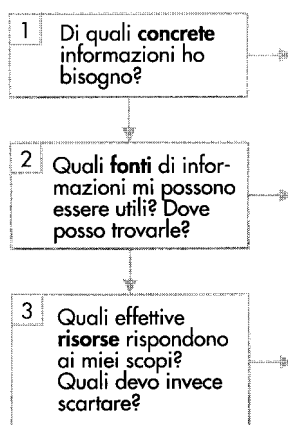 1
Di quali concrete
informazioni ho
bisogno?
2
Quali fonti di infor-
mazioni mi possono
essere utili? Dove
posso trovarle?
3
Quali effettive
risorse rispondono
ai miei scopi?
Quali devo invece
scartare?